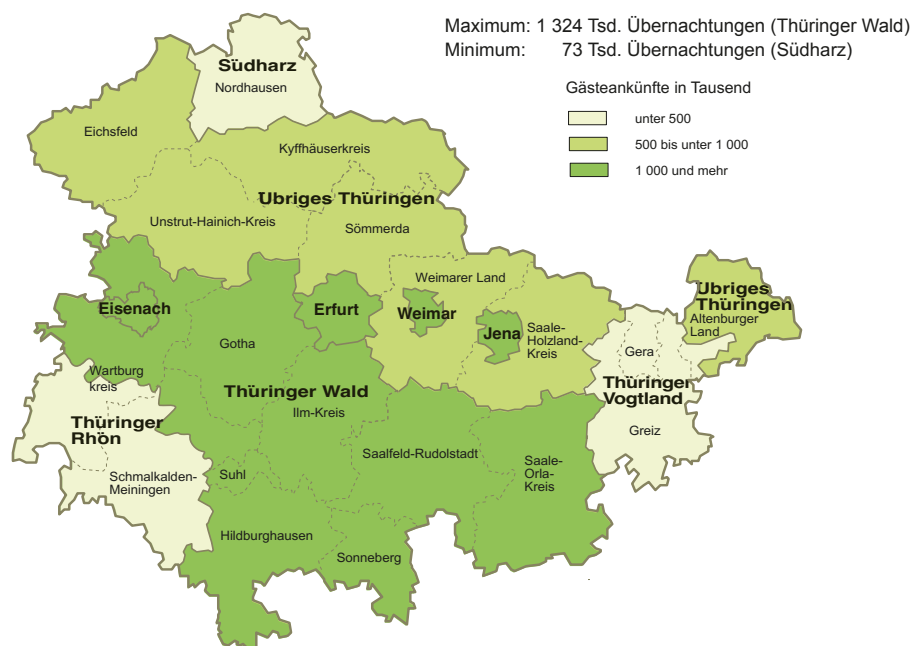 Maximum: 1 324 Tsd. Übernachtungen (Thüringer Wald)
Minimum: 73 Tsd. Übernachtungen (Südharz)
Gästeankünfte in Tausend
unter 500
500 bis unter 1 000
1 000 und mehr
Südharz
Nordhausen
Eichsfeld
Kyffhäuserkreis
Ubriges Thüringen
Unstrut-Hainich-Kreis
Sömmerda
Weimarer Land
Ubriges
Thüringen
Altenburger
Land
Eisenach
Erfurt
Weimar
Jena
Saale-
Holzland-
Kreis
Gotha
Gera
Wartburg
kreis
Thüringer Wald
Ilm-Kreis
Thüringer
Vogtland
Greiz
Thüringer
Rhön
Saalfeld-Rudolstadt
Saale-
Orla-
Kreis
Schmalkalden-
Meiningen
Suhl
Hildburghausen
Sonneberg